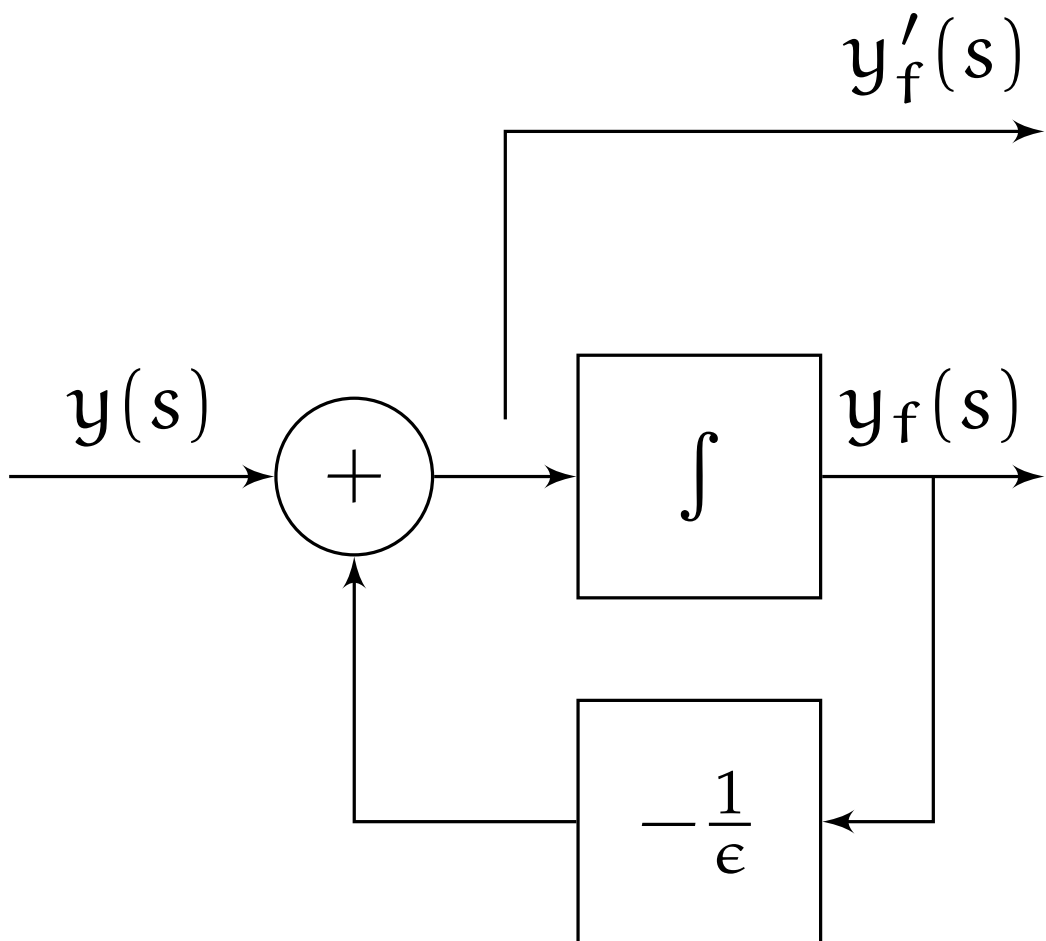 y′_f(s)
y(s)
+
∫
y_f(s)
−1/ϵ